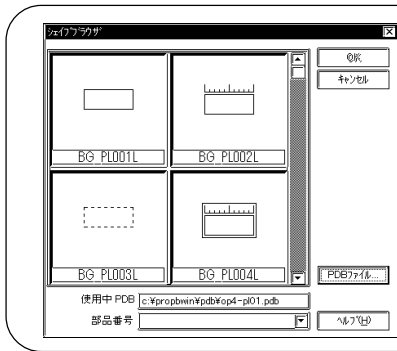 ｼｪｲﾌﾟﾌﾞﾗｳｻﾞ
OK
キャンセル
BG_PL001L
BG_PL002L
BG_PL003L
BG_PL004L
PDBﾌｧｲﾙ...
使用中 PDB
c:¥propbwin¥pdb¥op4-pl01.pdb
部品番号
ﾍﾙﾌﾟ(H)